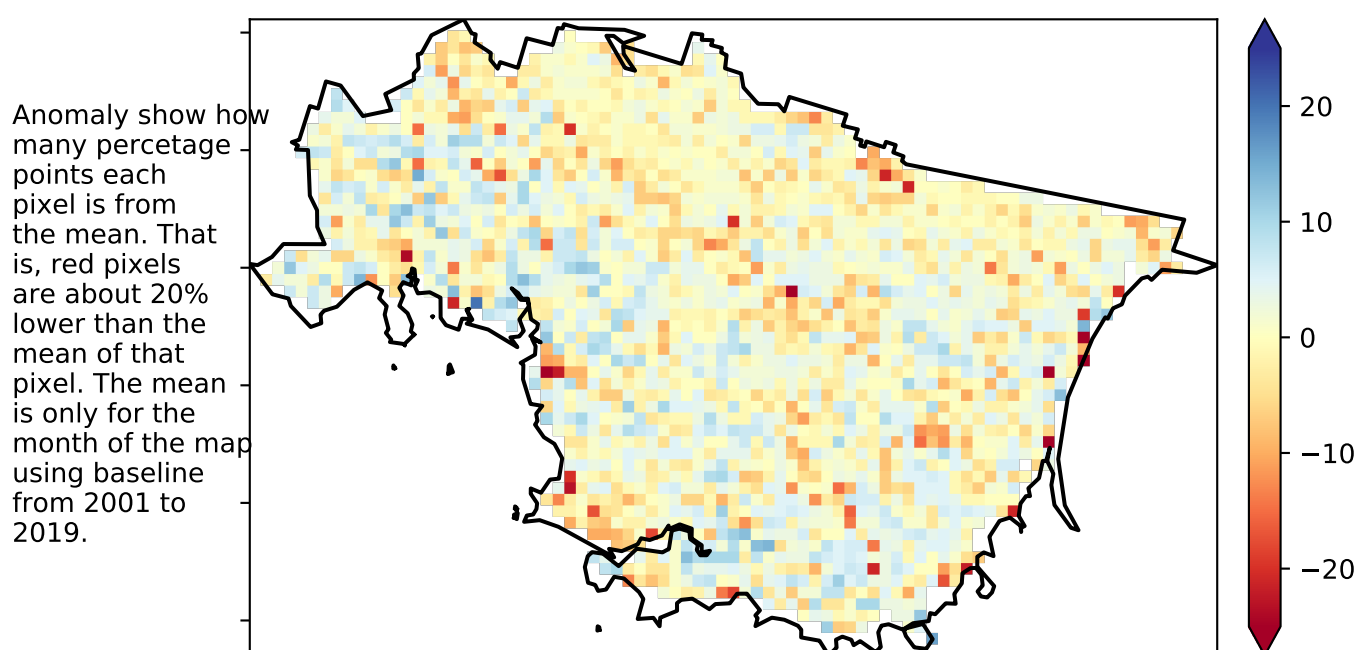 Anomaly show how
many percetage
points each
pixel is from
the mean. That
is, red pixels
are about 20%
lower than the
mean of that
pixel. The mean
is only for the
month of the map
using baseline
from 2001 to
2019.
20
10
0
−10
−20